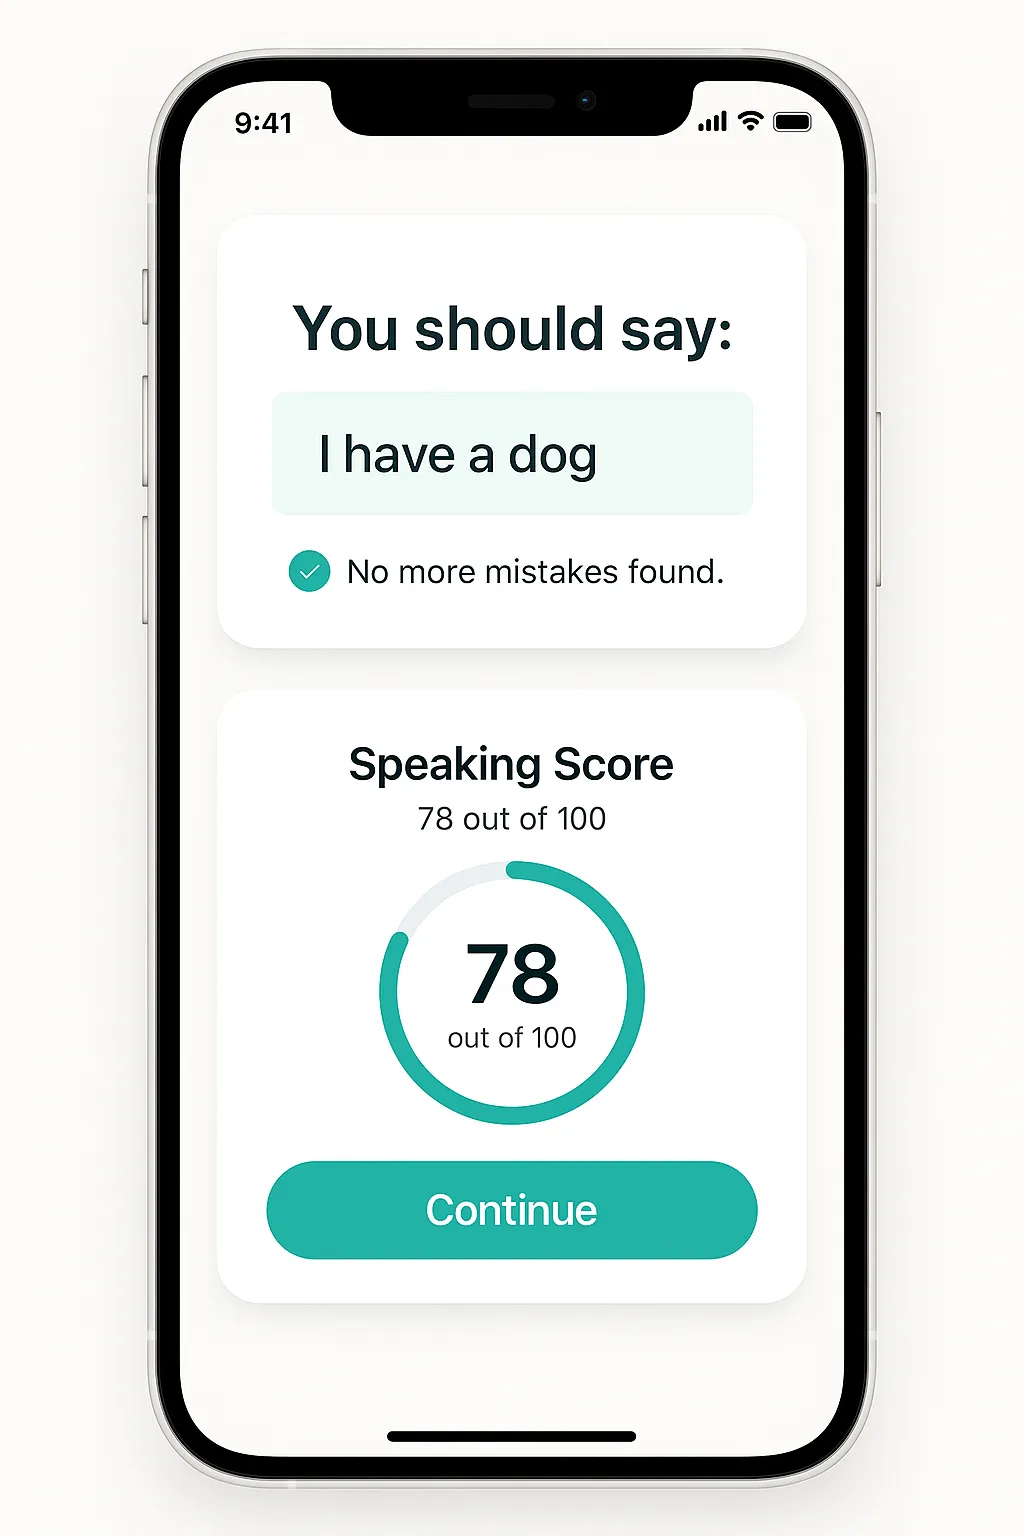 9:41
You should say:
I have a dog
No more mistakes found.
Speaking Score
78 out of 100
78
out of 100
Continue